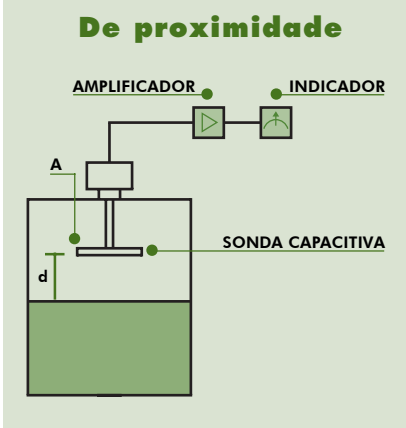 De proximidade
AMPLIFICADOR
INDICADOR
A
SONDA CAPACITIVA
d